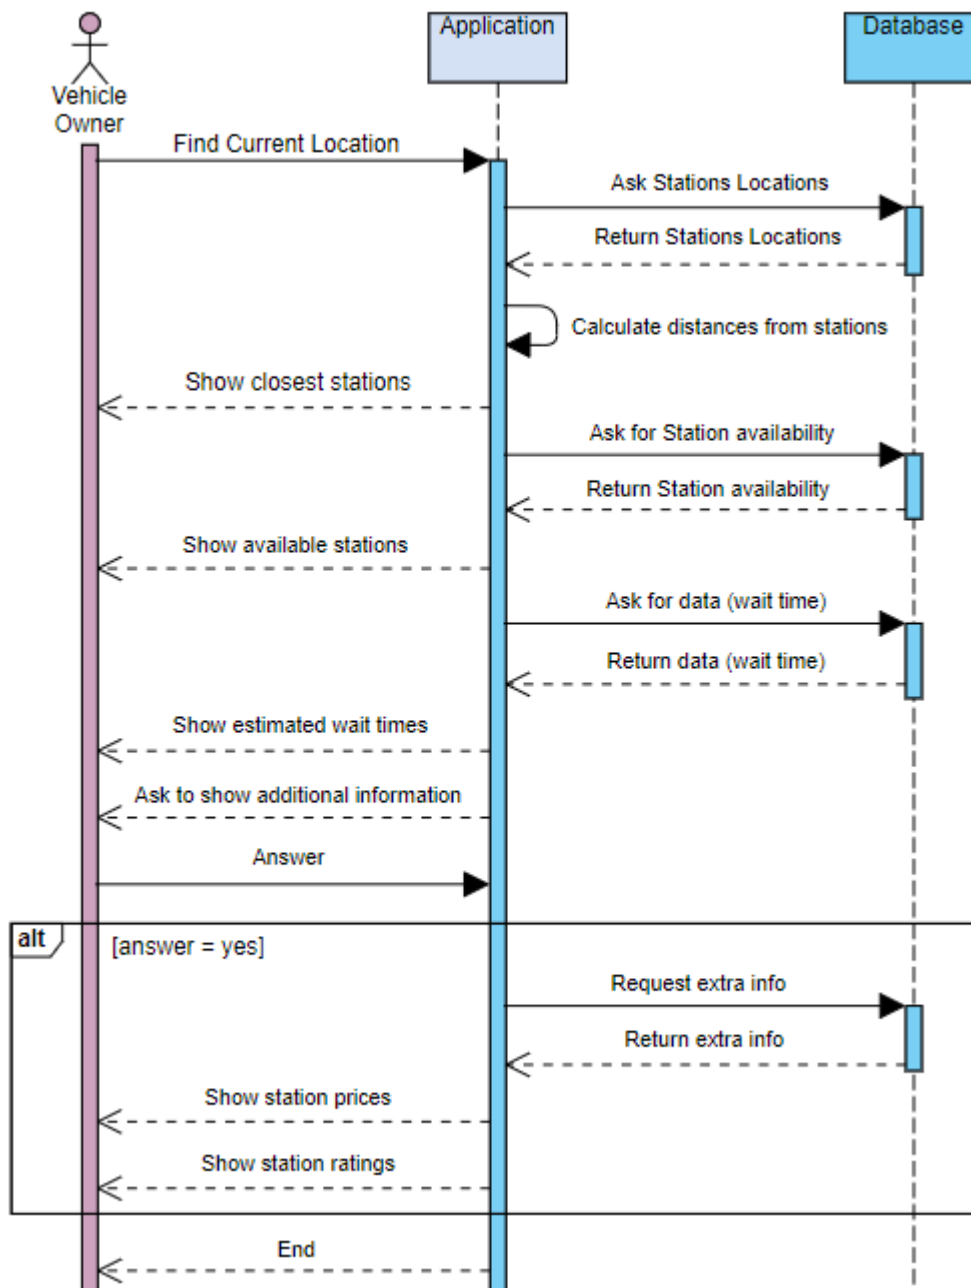 Application
Database
Vehicle
Owner
Find Current Location
Ask Stations Locations
Return Stations Locations
Calculate distances from stations
Show closest stations
Ask for Station availability
Return Station availability
Show available stations
Ask for data (wait time)
Return data (wait time)
Show estimated wait times
Ask to show additional information
Answer
alt
[answer = yes]
Request extra info
Return extra info
Show station prices
Show station ratings
End